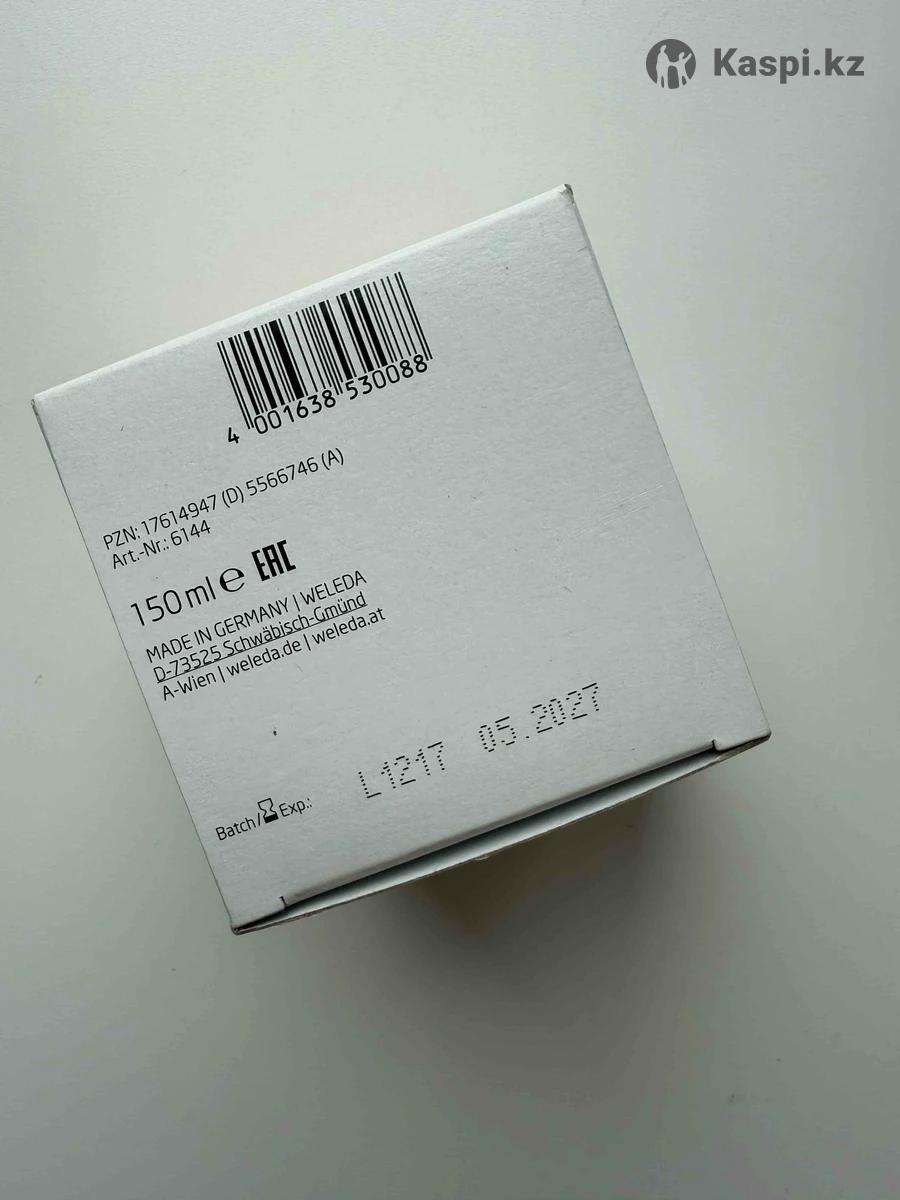 Kaspi.kz
4 001638 530088
PZN: 17614947 (D) 5566746 (A)
Art.-Nr.: 6144
150 ml ℮ EAC
MADE IN GERMANY | WELEDA
D-73525 Schwäbisch-Gmünd
A-Wien | weleda.de | weleda.at
L1217 05.2027
Batch/ Exp.: